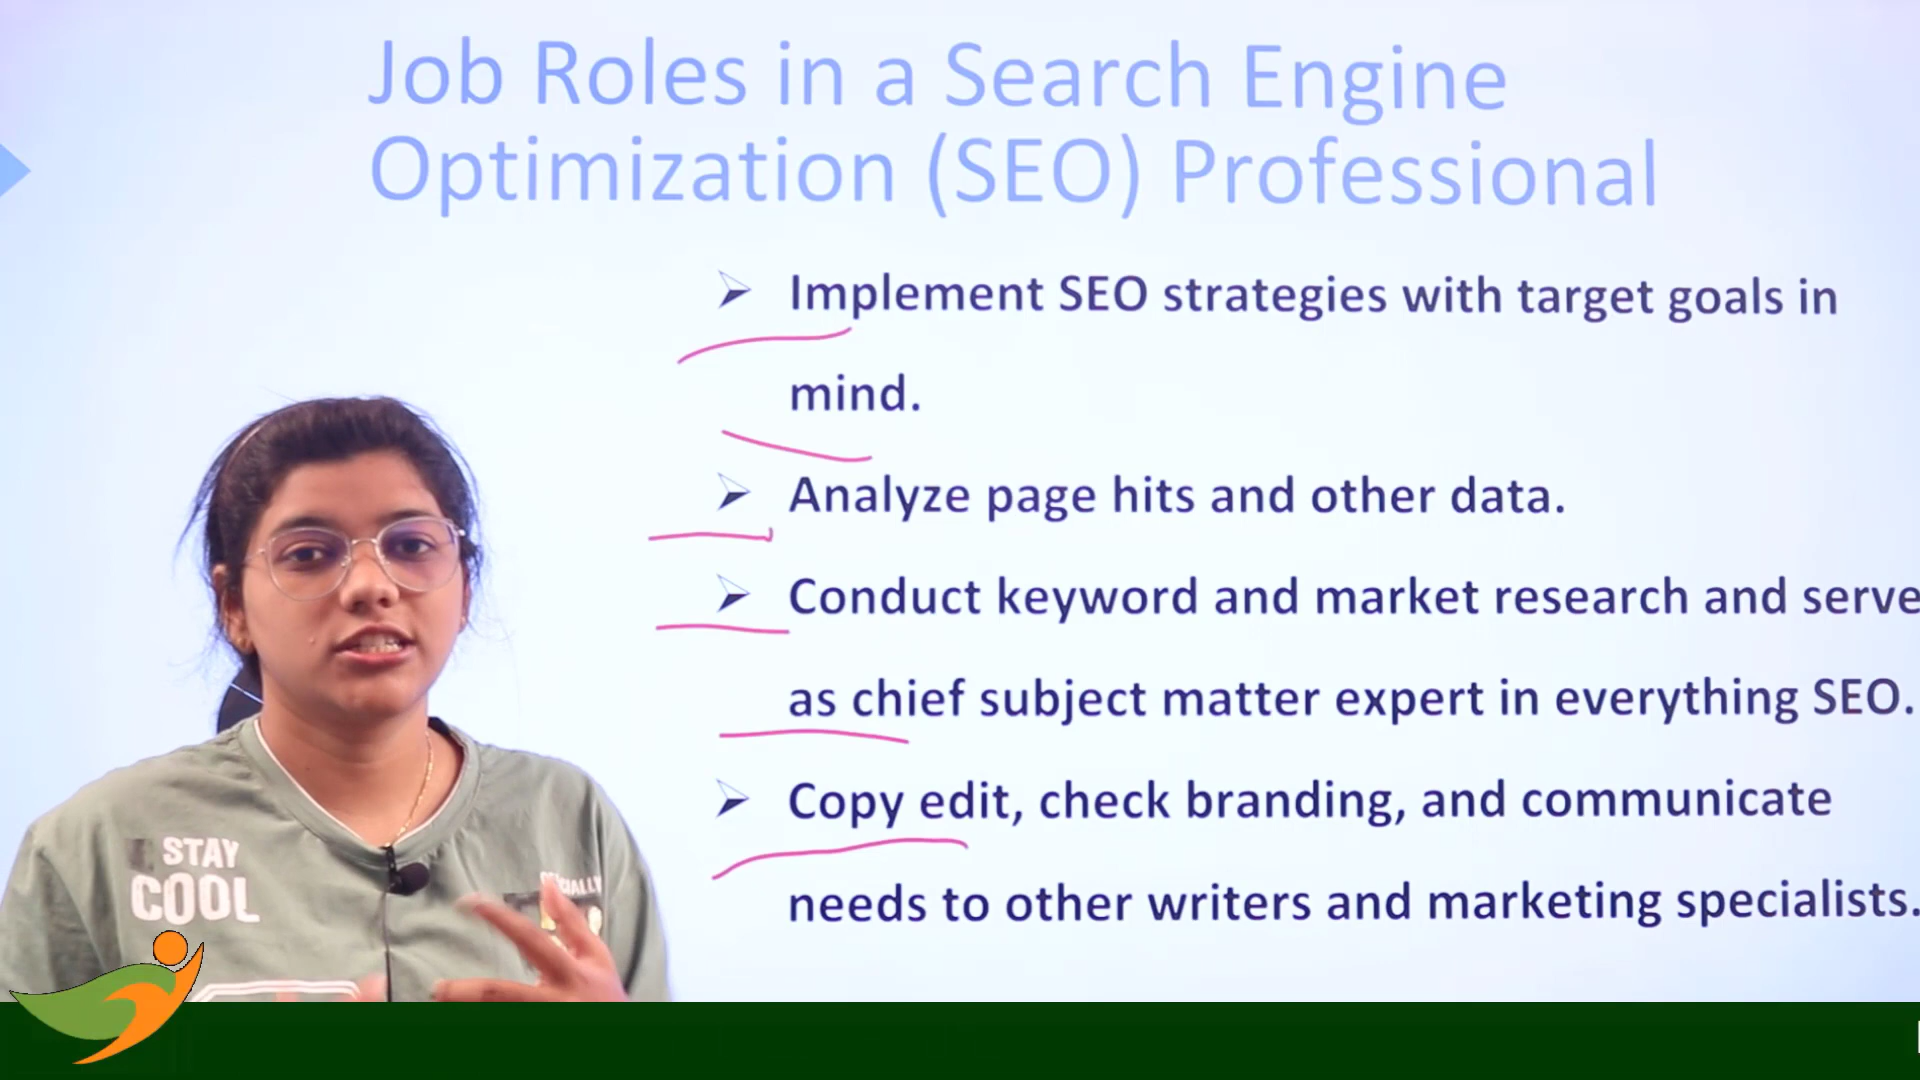 Job Roles in a Search Engine
Optimization (SEO) Professional
Implement SEO strategies with target goals in
mind.
Analyze page hits and other data.
Conduct keyword and market research and serve
as chief subject matter expert in everything SEO.
Copy edit, check branding, and communicate
needs to other writers and marketing specialists.
STAY
COOL